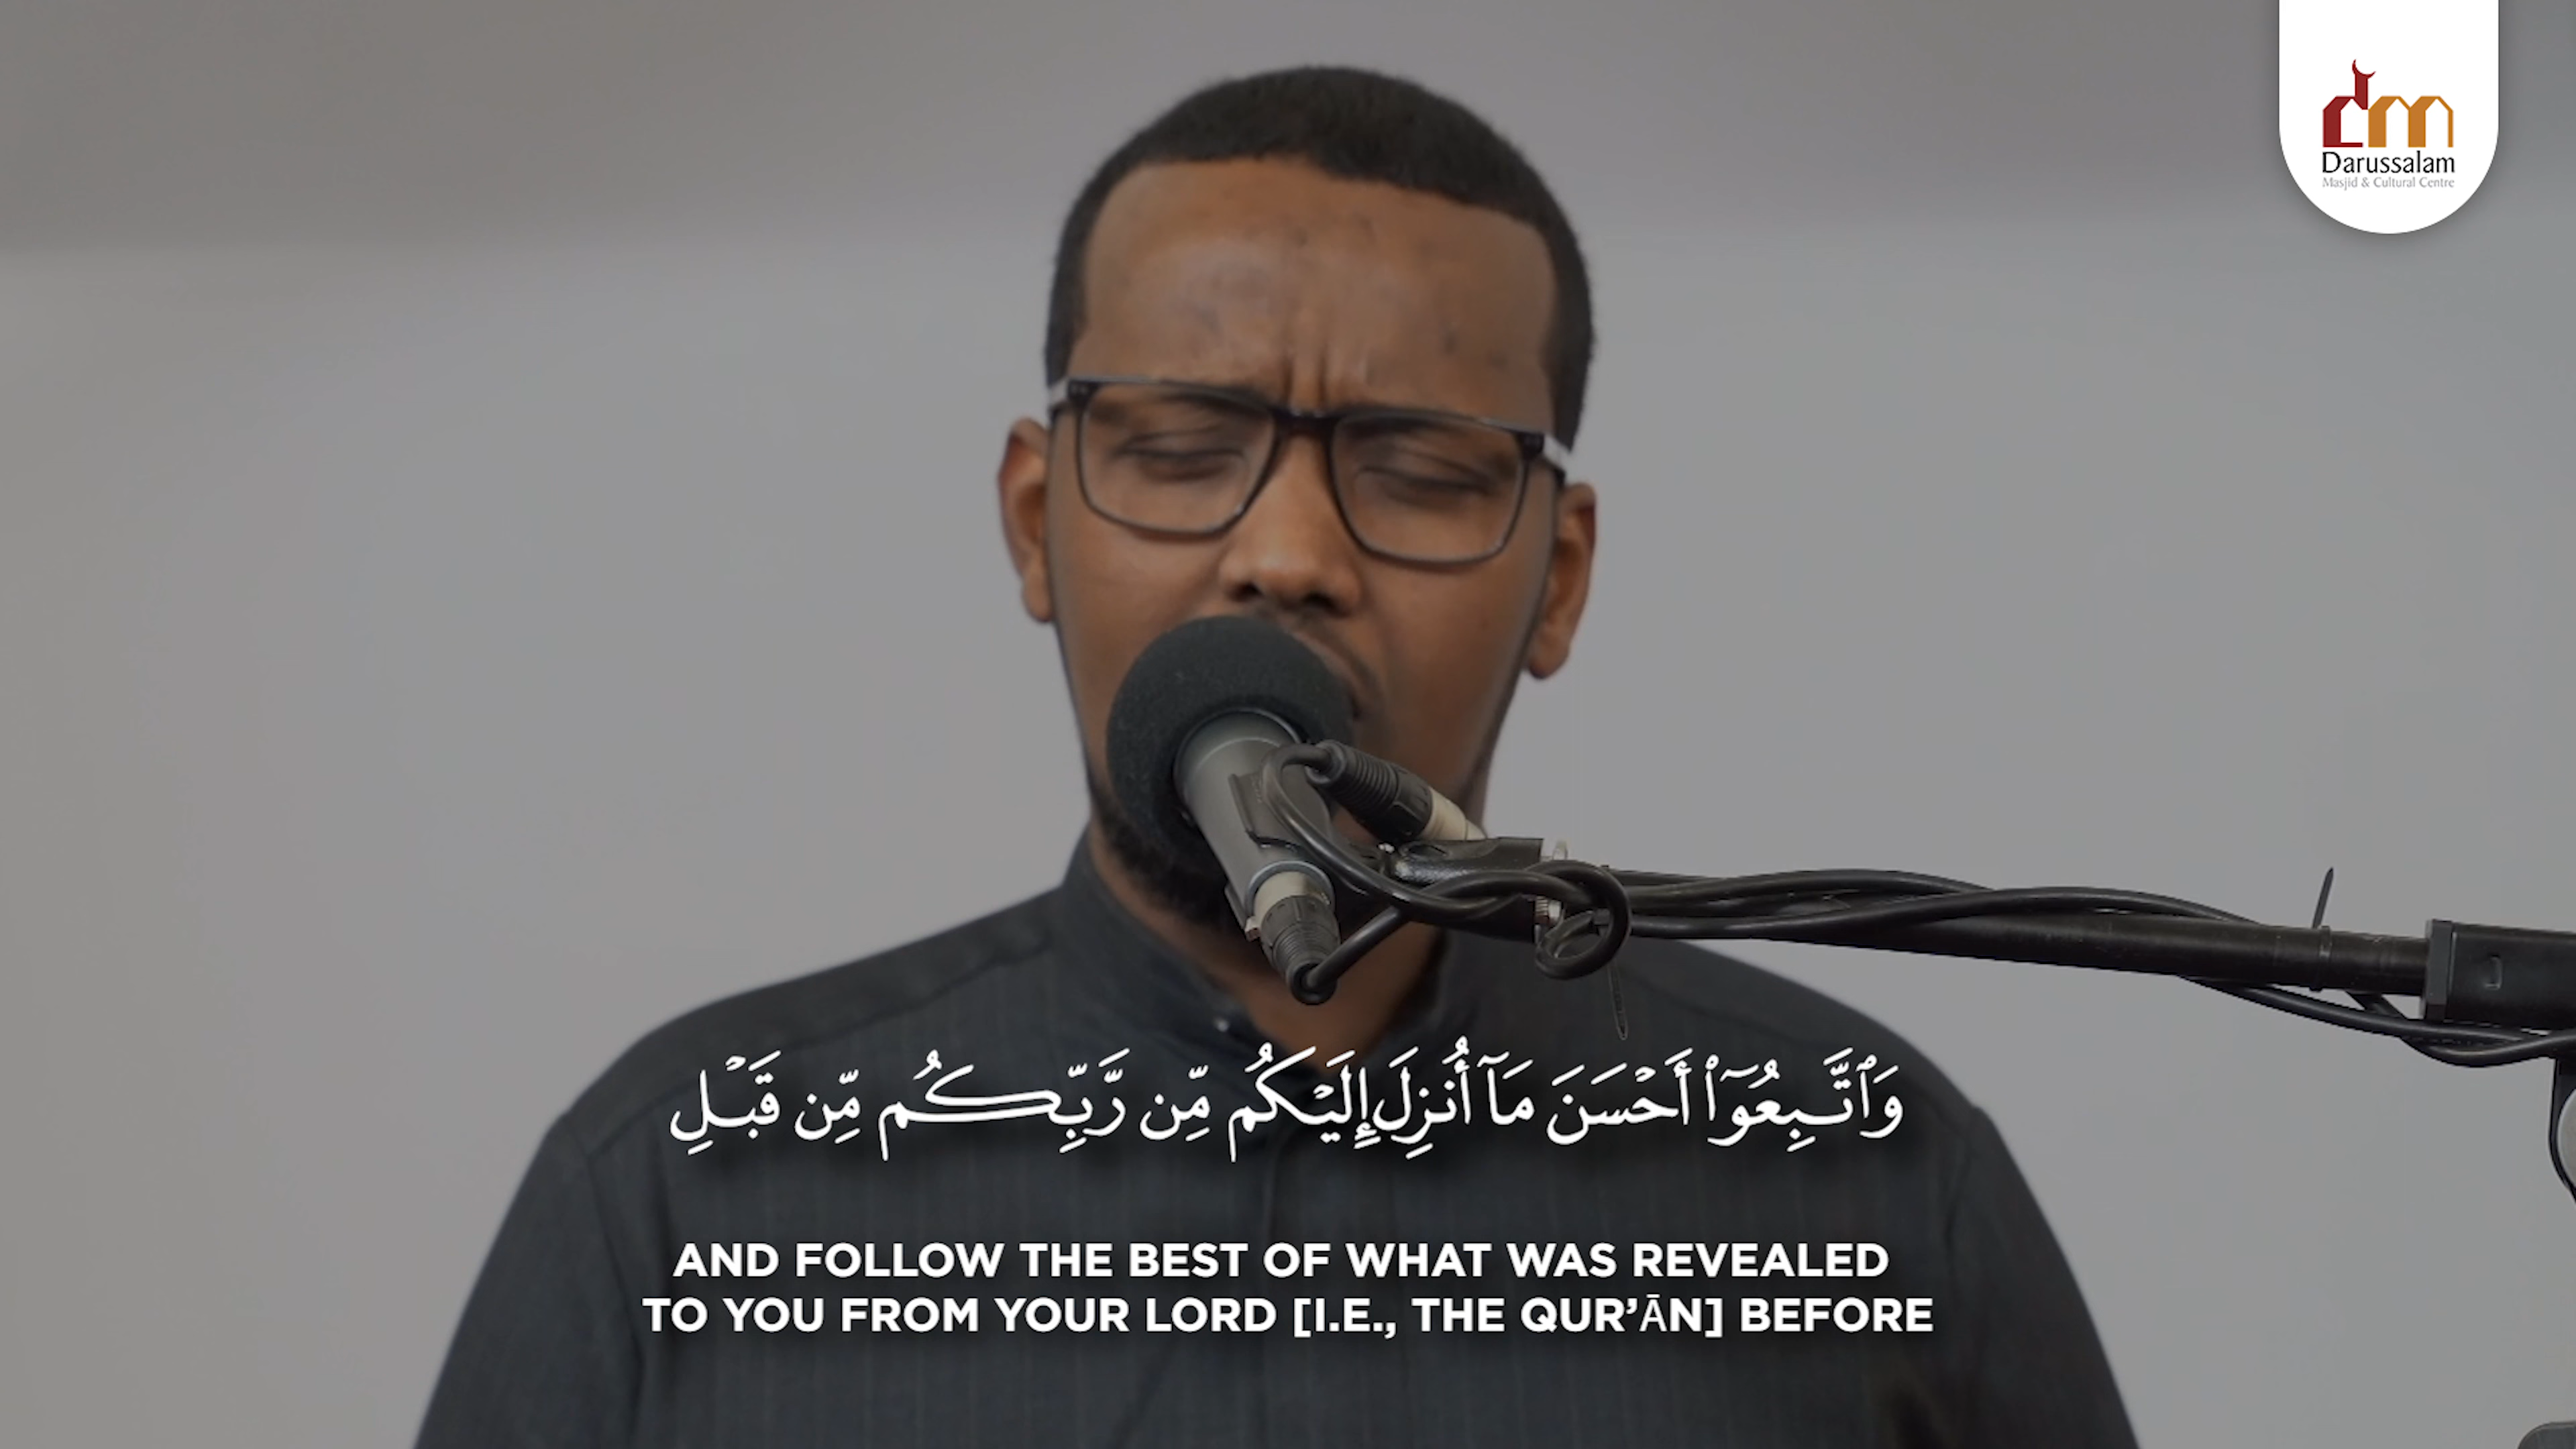 dm
Darussalam
Masjid & Cultural Centre
وَٱتَّبِعُوٓا۟ أَحْسَنَ مَآ أُنزِلَ إِلَيْكُم مِّن رَّبِّكُم مِّن قَبْلِ
AND FOLLOW THE BEST OF WHAT WAS REVEALED
TO YOU FROM YOUR LORD [I.E., THE QUR’ĀN] BEFORE